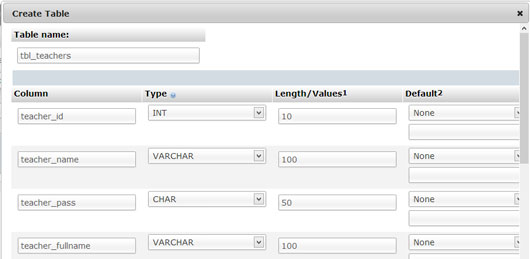 Create Table
Table name:
tbl_teachers
Column Type Length/Values1 Default2
teacher_id INT 10 None
teacher_name VARCHAR 100 None
teacher_pass CHAR 50 None
teacher_fullname VARCHAR 100 None